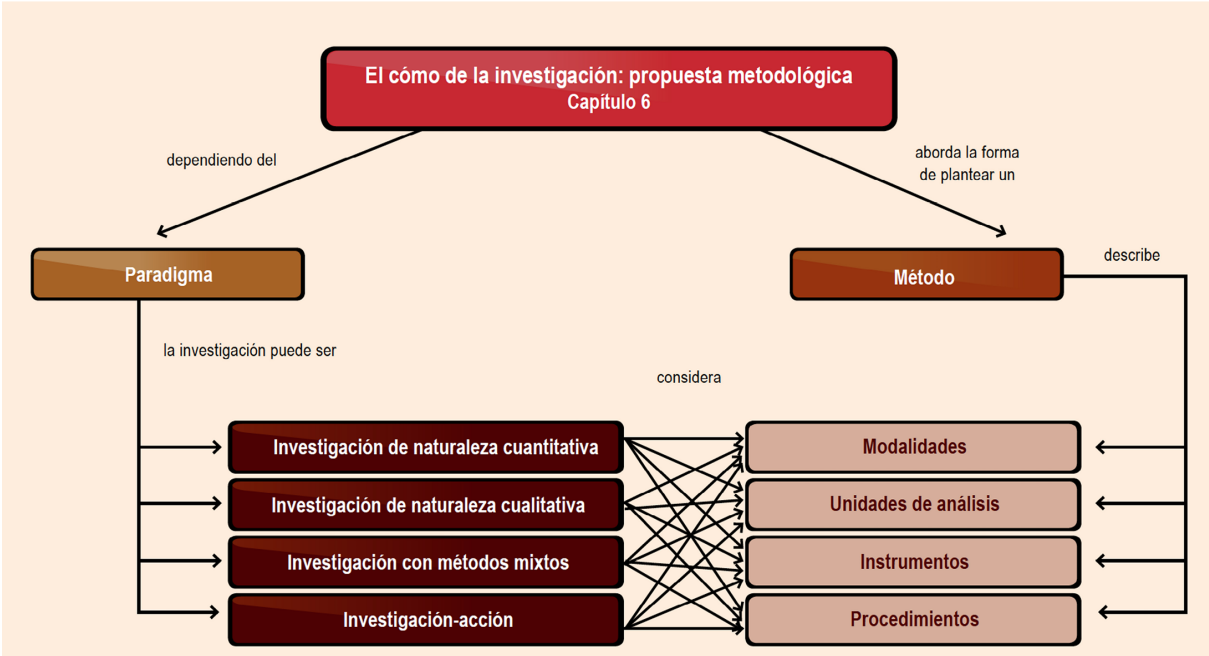 El cómo de la investigación: propuesta metodológica
Capítulo 6
dependiendo del
aborda la forma
de plantear un
Paradigma
Método
describe
la investigación puede ser
considera
Investigación de naturaleza cuantitativa
Modalidades
Investigación de naturaleza cualitativa
Unidades de análisis
Investigación con métodos mixtos
Instrumentos
Investigación-acción
Procedimientos